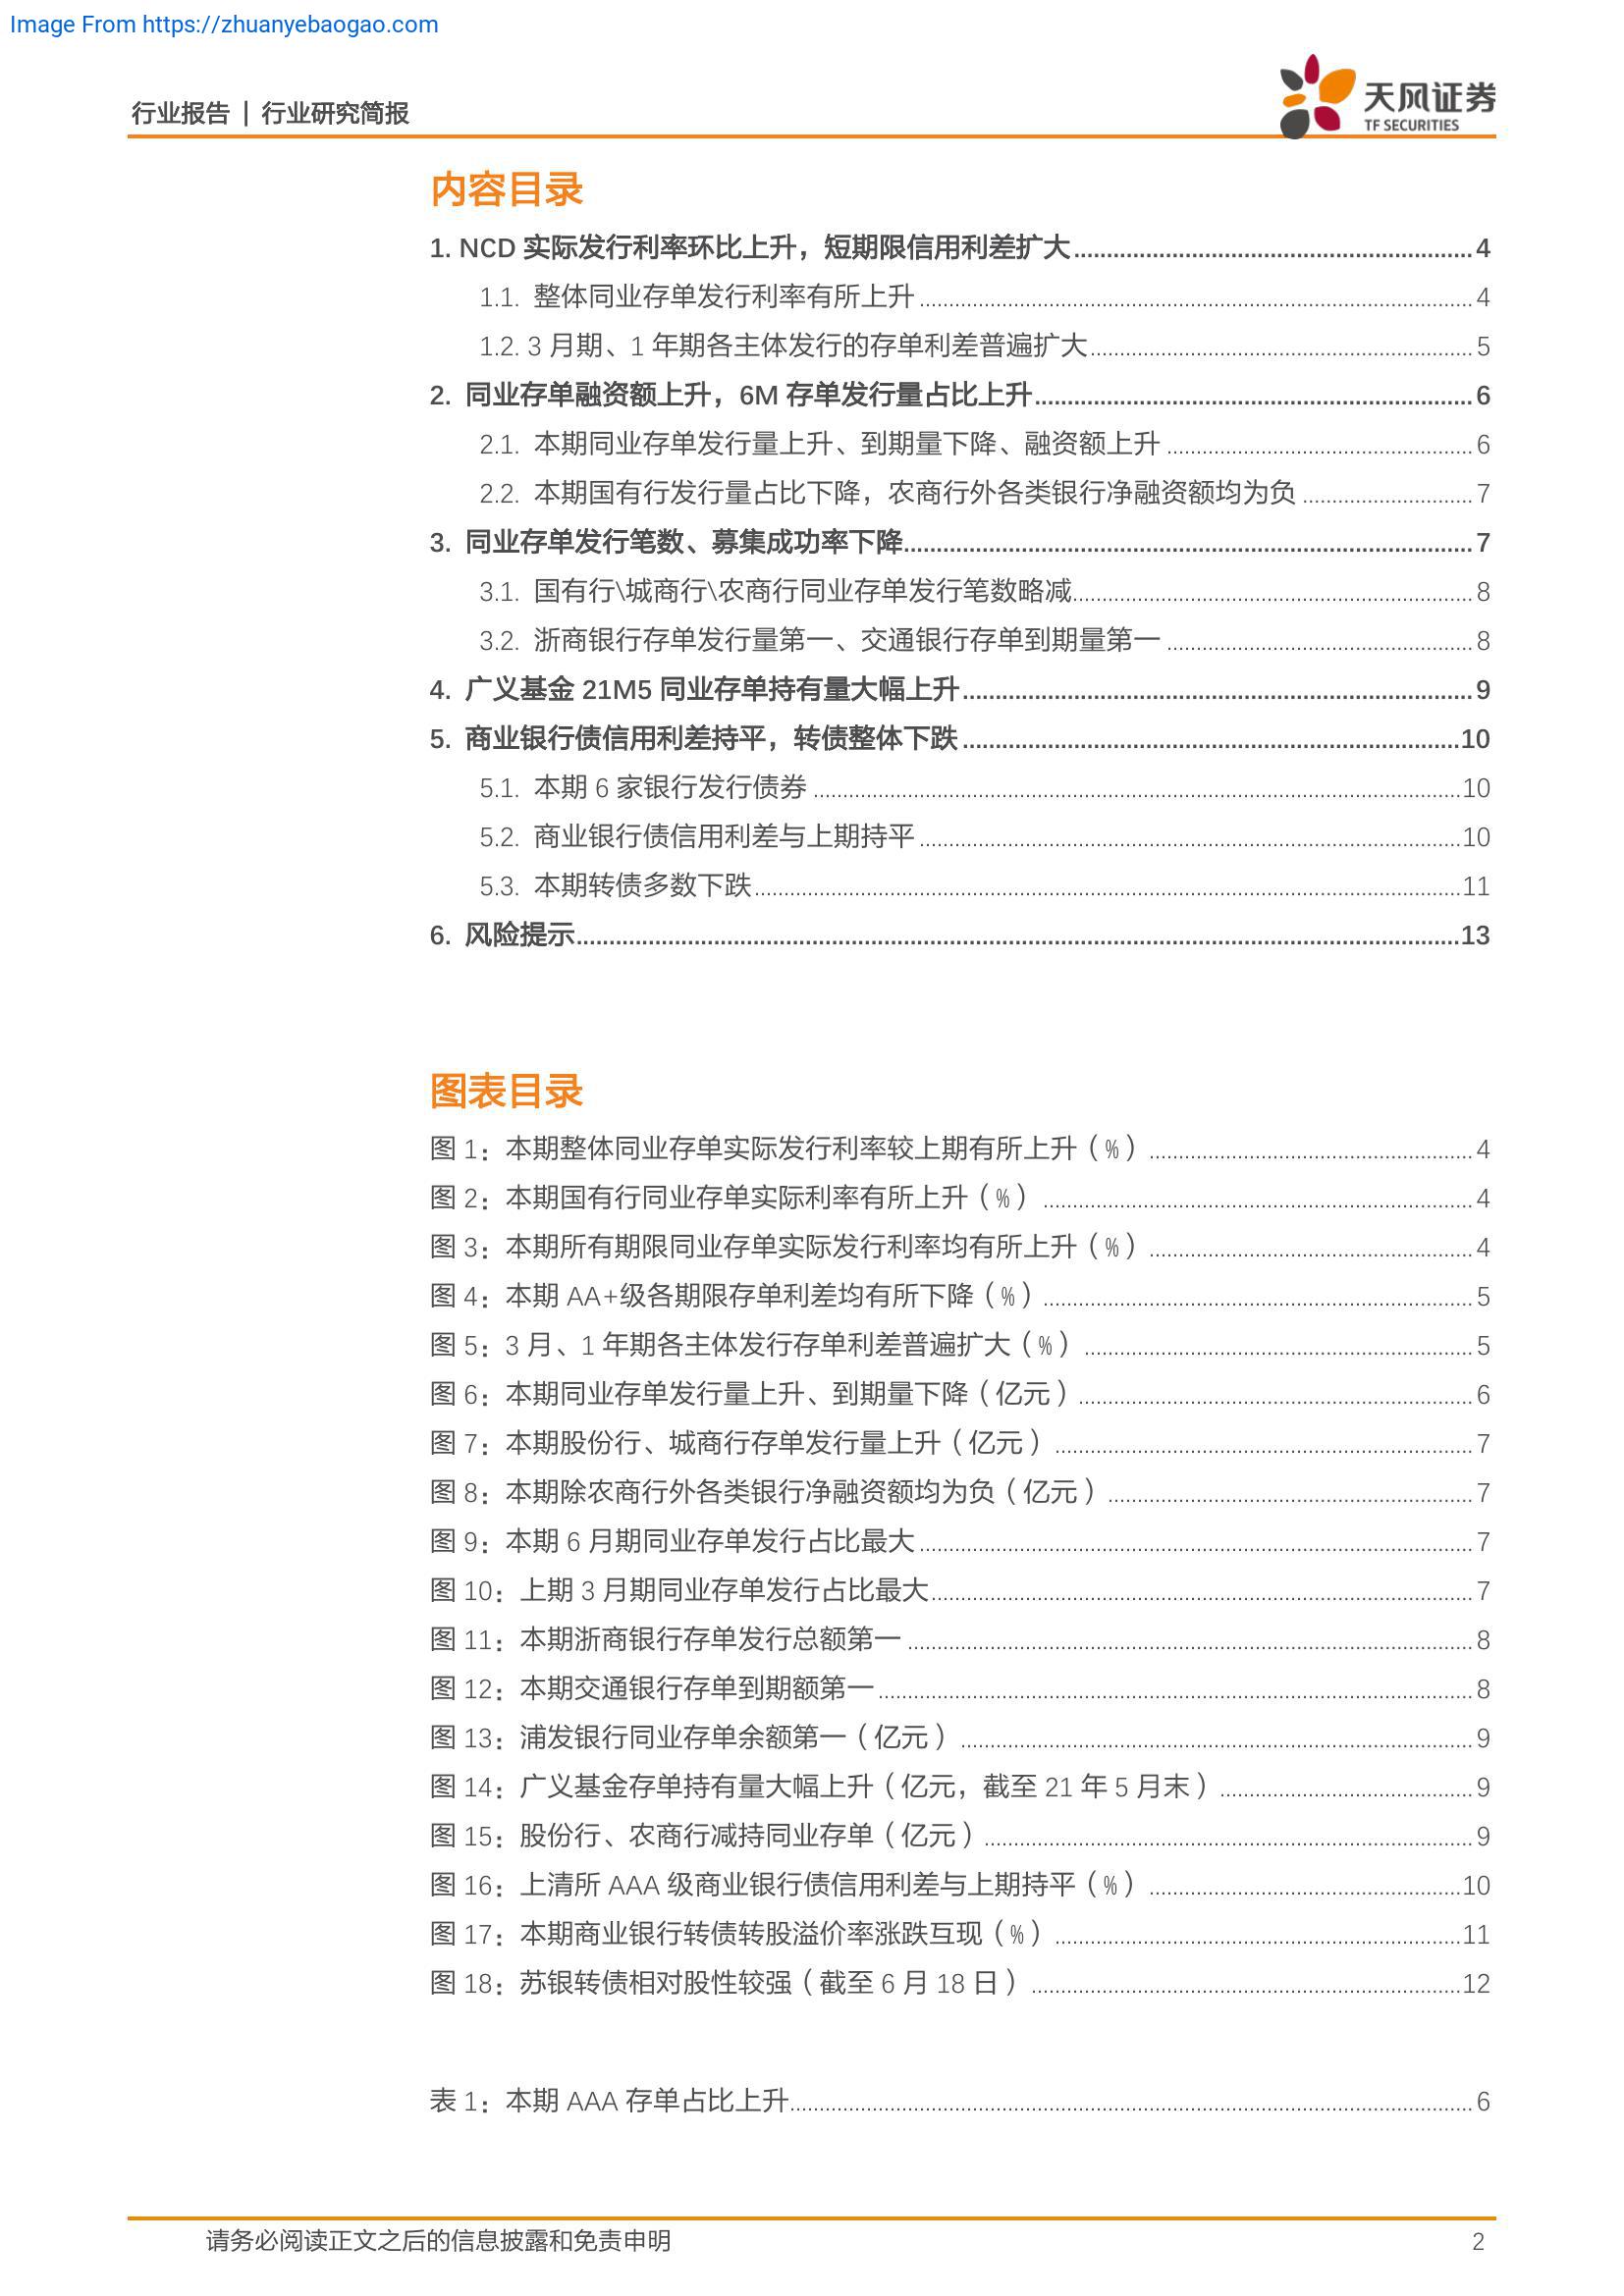 Image From https://zhuanyebaogao.com
行业报告 | 行业研究简报
天风证券
TF SECURITIES
内容目录
1. NCD 实际发行利率环比上升，短期限信用利差扩大 4
1.1. 整体同业存单发行利率有所上升 4
1.2. 3 月期、1 年期各主体发行的存单利差普遍扩大 5
2. 同业存单融资额上升，6M 存单发行量占比上升 6
2.1. 本期同业存单发行量上升、到期量下降、融资额上升 6
2.2. 本期国有行发行量占比下降，农商行外各类银行净融资额均为负 7
3. 同业存单发行笔数、募集成功率下降 7
3.1. 国有行\城商行\农商行同业存单发行笔数略减 8
3.2. 浙商银行存单发行量第一、交通银行存单到期量第一 8
4. 广义基金 21M5 同业存单持有量大幅上升 9
5. 商业银行债信用利差持平，转债整体下跌 10
5.1. 本期 6 家银行发行债券 10
5.2. 商业银行债信用利差与上期持平 10
5.3. 本期转债多数下跌 11
6. 风险提示 13
图表目录
图 1：本期整体同业存单实际发行利率较上期有所上升（%） 4
图 2：本期国有行同业存单实际利率有所上升（%） 4
图 3：本期所有期限同业存单实际发行利率均有所上升（%） 4
图 4：本期 AA+级各期限存单利差均有所下降（%） 5
图 5：3 月、1 年期各主体发行存单利差普遍扩大（%） 5
图 6：本期同业存单发行量上升、到期量下降（亿元） 6
图 7：本期股份行、城商行存单发行量上升（亿元） 7
图 8：本期除农商行外各类银行净融资额均为负（亿元） 7
图 9：本期 6 月期同业存单发行占比最大 7
图 10：上期 3 月期同业存单发行占比最大 7
图 11：本期浙商银行存单发行总额第一 8
图 12：本期交通银行存单到期额第一 8
图 13：浦发银行同业存单余额第一（亿元） 9
图 14：广义基金存单持有量大幅上升（亿元，截至 21 年 5 月末） 9
图 15：股份行、农商行减持同业存单（亿元） 9
图 16：上清所 AAA 级商业银行债信用利差与上期持平（%） 10
图 17：本期商业银行转债转股溢价率涨跌互现（%） 11
图 18：苏银转债相对股性较强（截至 6 月 18 日） 12
表 1：本期 AAA 存单占比上升 6
请务必阅读正文之后的信息披露和免责申明 2